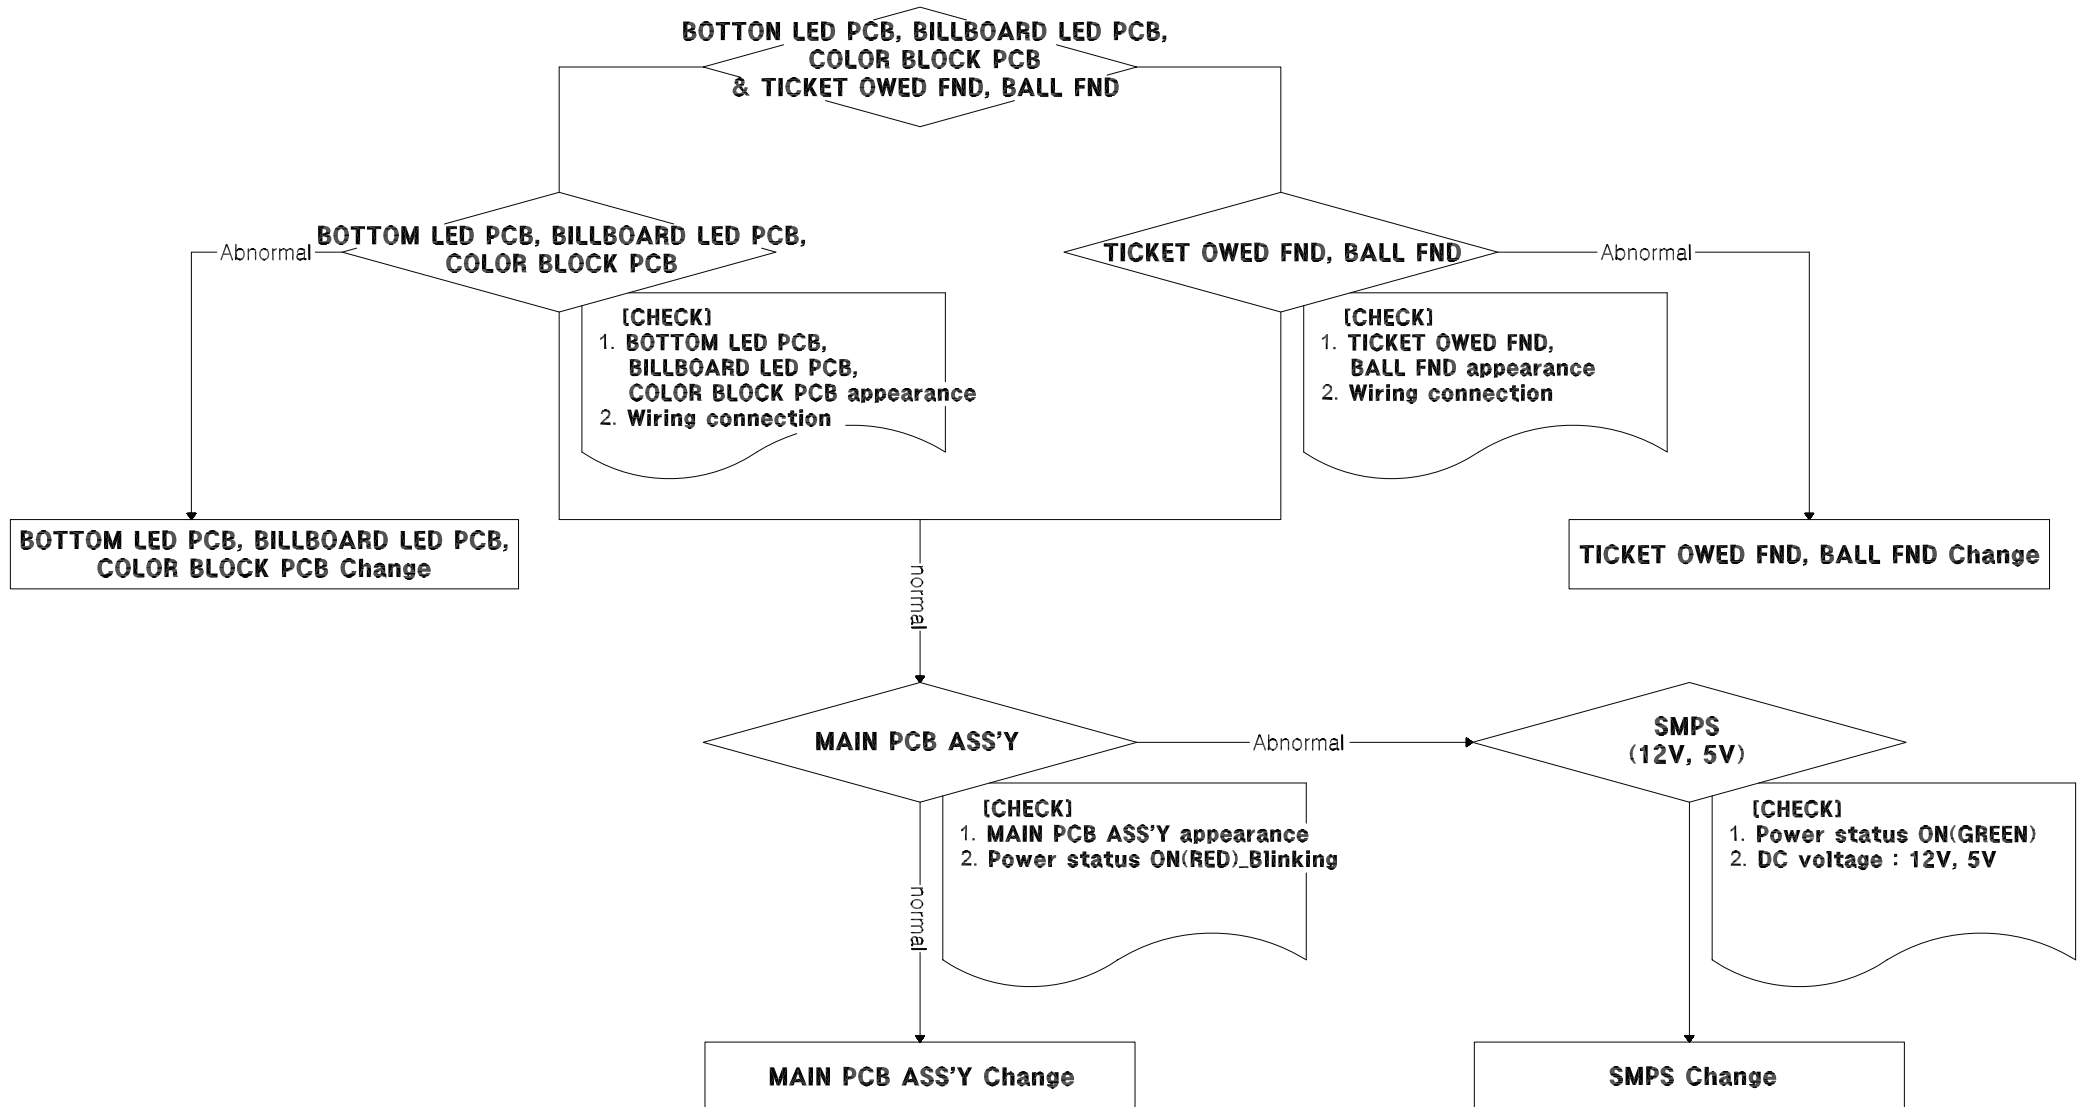 BOTTON LED PCB, BILLBOARD LED PCB,
COLOR BLOCK PCB
& TICKET OWED FND, BALL FND
Abnormal
BOTTOM LED PCB, BILLBOARD LED PCB,
COLOR BLOCK PCB
TICKET OWED FND, BALL FND
Abnormal
[CHECK]
1. BOTTOM LED PCB,
BILLBOARD LED PCB,
COLOR BLOCK PCB appearance
2. Wiring connection
[CHECK]
1. TICKET OWED FND,
BALL FND appearance
2. Wiring connection
BOTTOM LED PCB, BILLBOARD LED PCB,
COLOR BLOCK PCB Change
TICKET OWED FND, BALL FND Change
normal
MAIN PCB ASS'Y
Abnormal
SMPS
(12V, 5V)
[CHECK]
1. MAIN PCB ASS'Y appearance
2. Power status ON(RED)_Blinking
[CHECK]
1. Power status ON(GREEN)
2. DC voltage : 12V, 5V
normal
MAIN PCB ASS'Y Change
SMPS Change